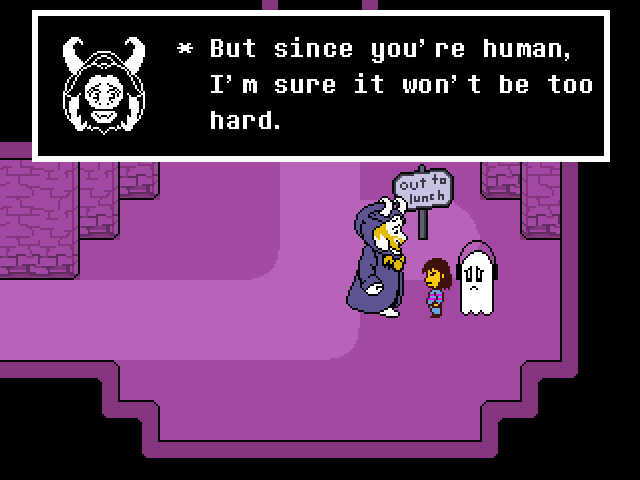 * But since you're human,
I'm sure it won't be too
hard.
out to
lunch